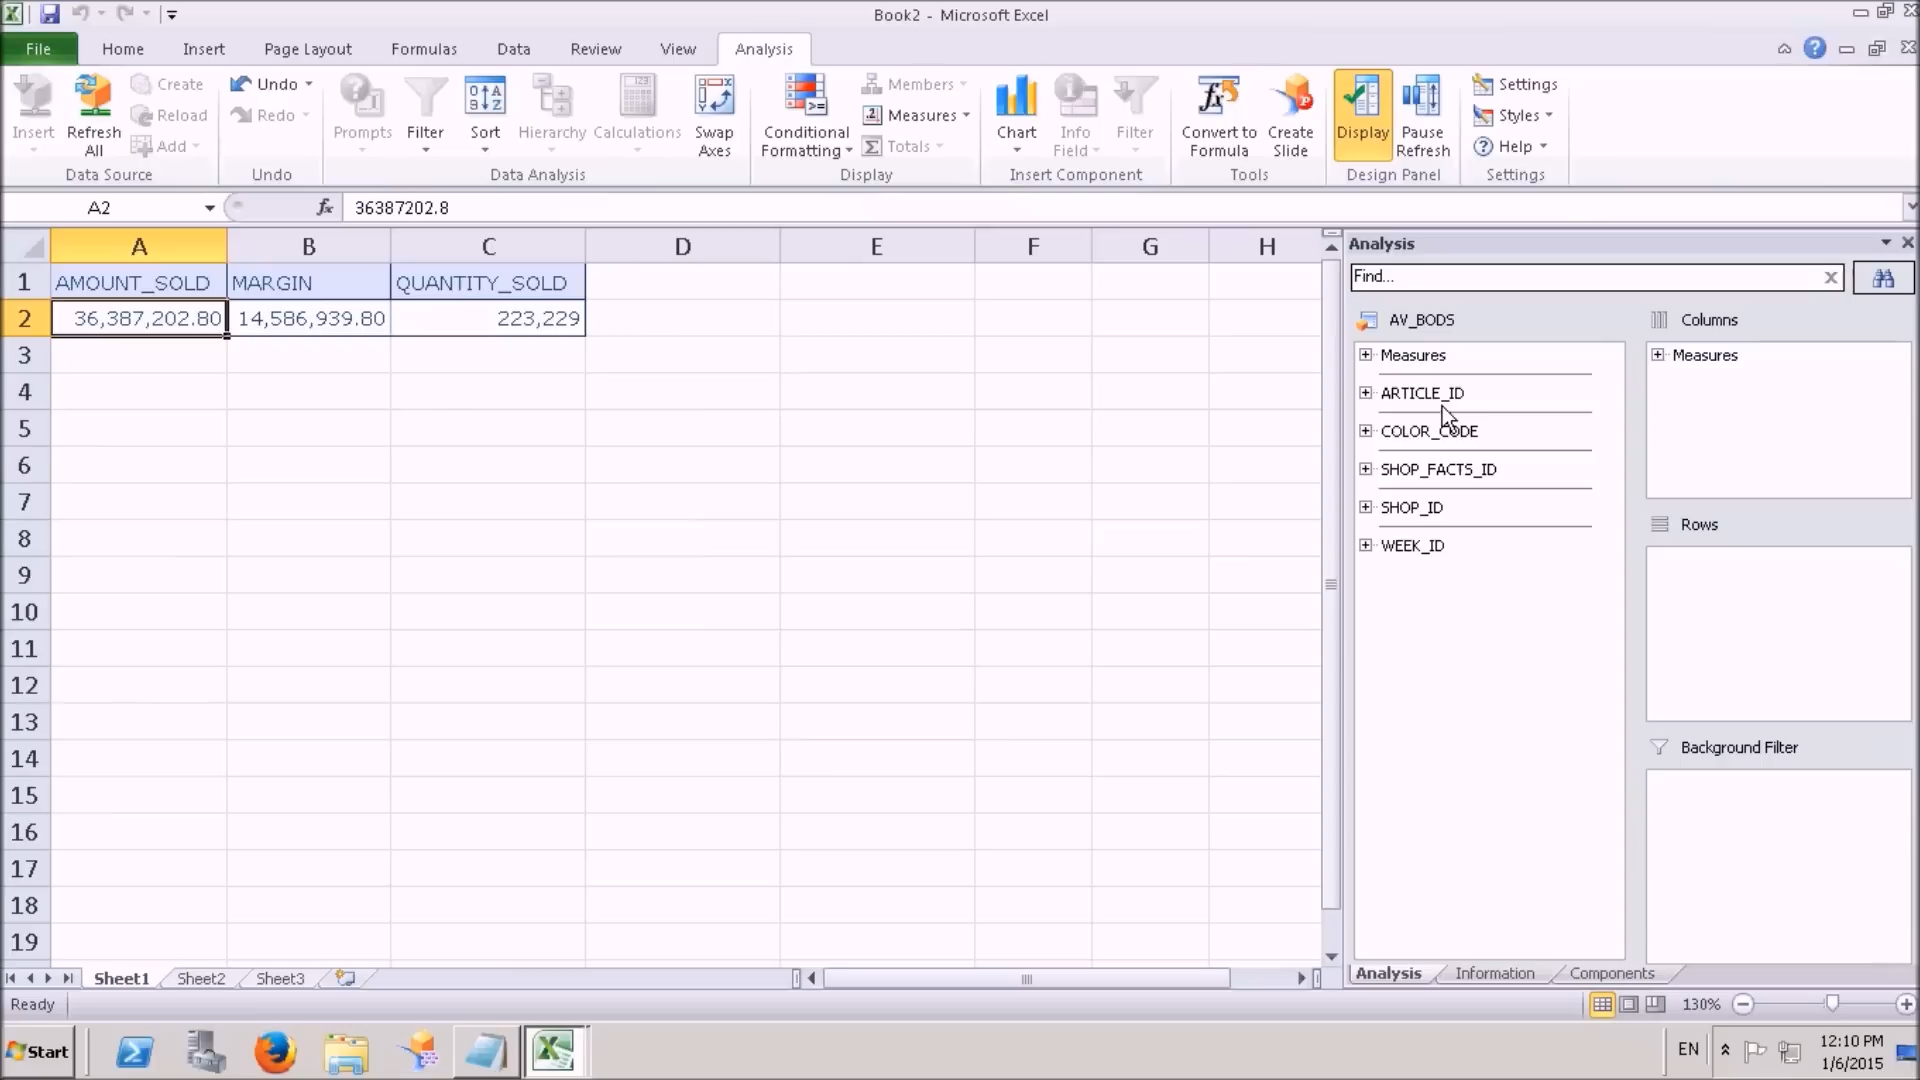 Book2 - Microsoft Excel
File Home Insert Page Layout Formulas Data Review View Analysis
Insert
Refresh All
Create
Reload
Add
Data Source
Undo
Redo
Undo
Prompts
Filter
Sort
Hierarchy
Calculations
Swap Axes
Data Analysis
Conditional Formatting
Members
Measures
Totals
Display
Chart
Info Field
Filter
Insert Component
Convert to Formula
Create Slide
Tools
Display
Pause Refresh
Design Panel
Settings
Styles
Help
Settings
A2 fx 36387202.8
A B C D E F G H
1 AMOUNT_SOLD MARGIN QUANTITY_SOLD
2 36,387,202.80 14,586,939.80 223,229
3
4
5
6
7
8
9
10
11
12
13
14
15
16
17
18
19
Analysis
Find...
AV_BODS
Measures
ARTICLE_ID
COLOR_CODE
SHOP_FACTS_ID
SHOP_ID
WEEK_ID
Columns
Measures
Rows
Background Filter
Analysis Information Components
Sheet1 Sheet2 Sheet3
Ready
130%
Start
EN
12:10 PM
1/6/2015